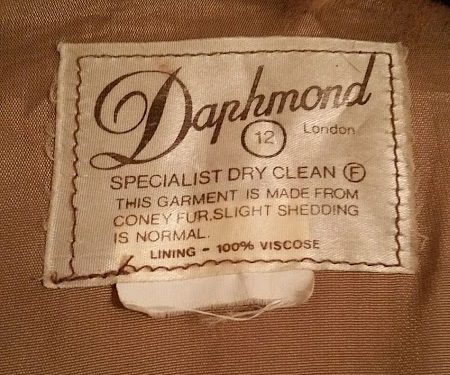 Daphmond
12 London
SPECIALIST DRY CLEAN Ⓕ
THIS GARMENT IS MADE FROM
CONEY FUR.SLIGHT SHEDDING
IS NORMAL.
LINING - 100% VISCOSE